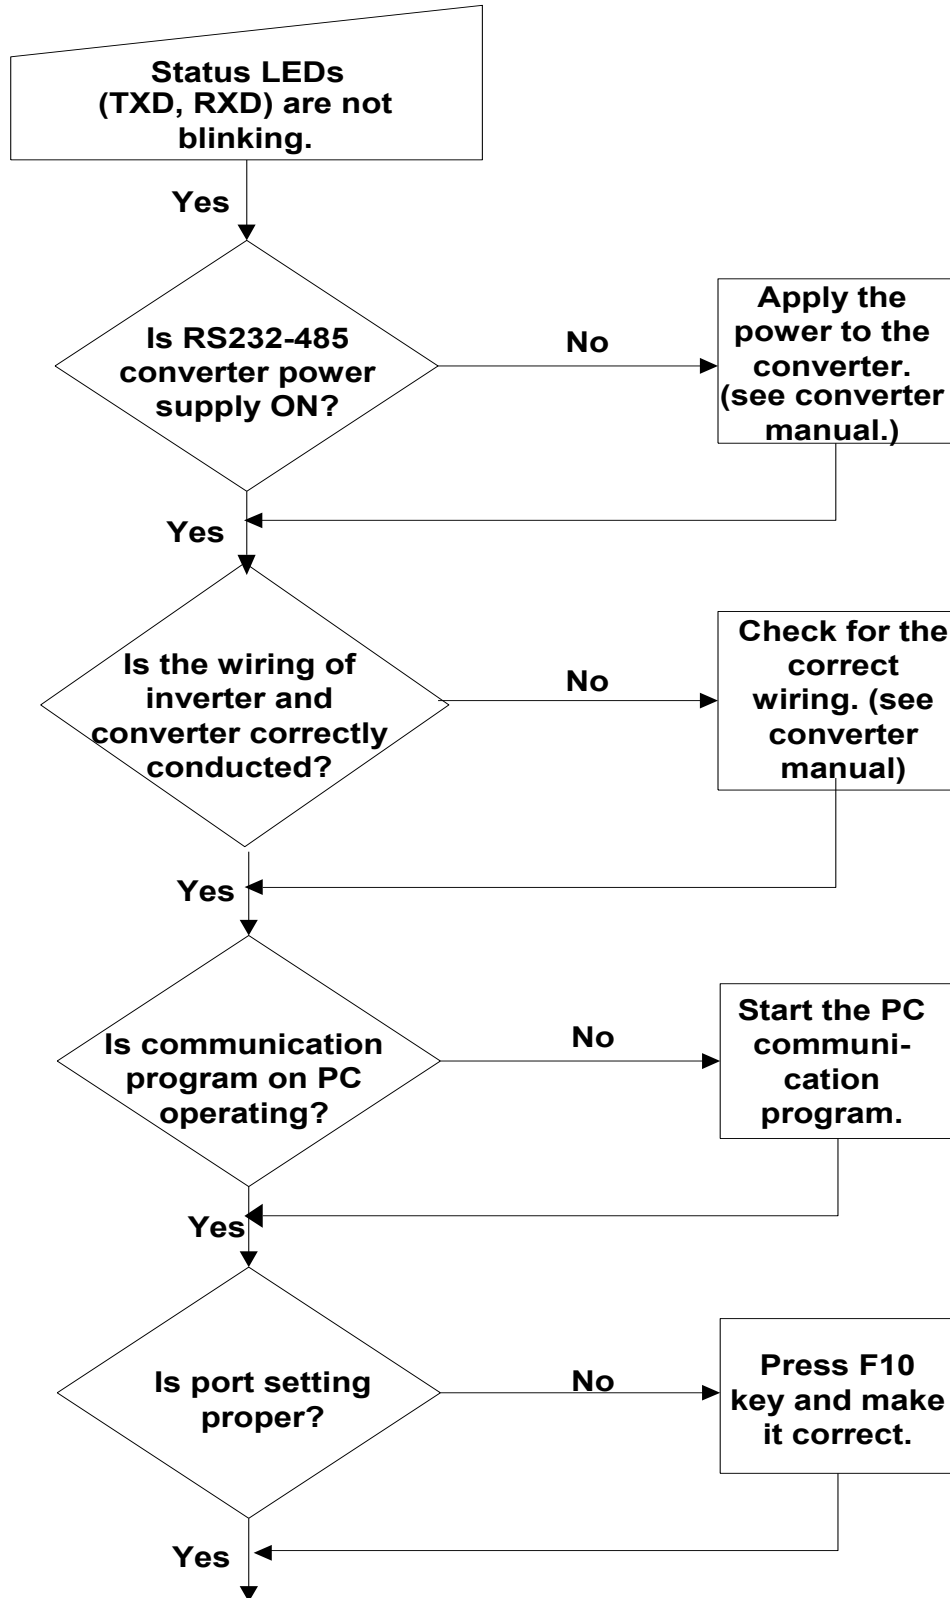 Status LEDs
(TXD, RXD) are not
blinking.
Yes
Is RS232-485
converter power
supply ON?
No
Apply the
power to the
converter.
(see converter
manual.)
Yes
Is the wiring of
inverter and
converter correctly
conducted?
No
Check for the
correct
wiring. (see
converter
manual)
Yes
Is communication
program on PC
operating?
No
Start the PC
communi-
cation
program.
Yes
Is port setting
proper?
No
Press F10
key and make
it correct.
Yes